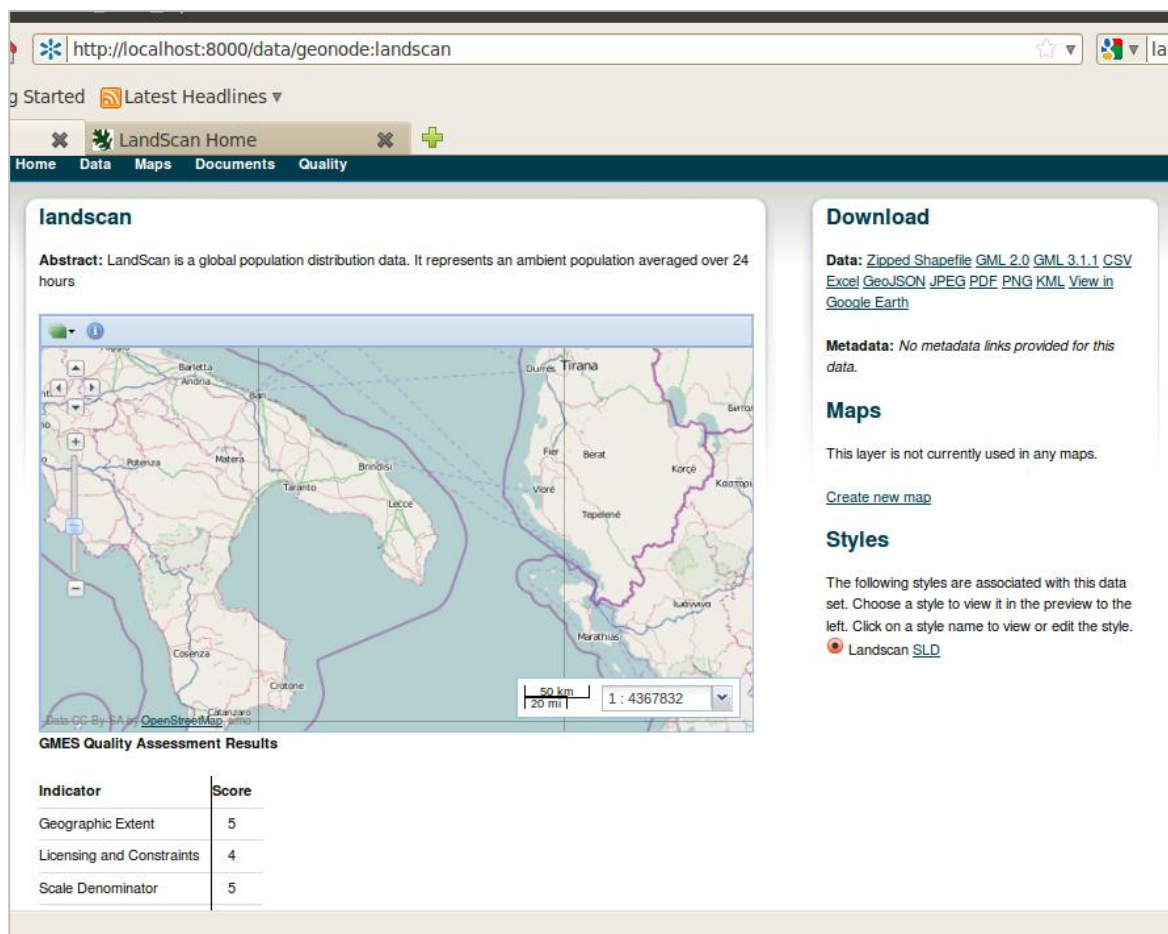 http://localhost:8000/data/geonode:landscan
la
g Started Latest Headlines
LandScan Home
Home Data Maps Documents Quality
landscan
Abstract: LandScan is a global population distribution data. It represents an ambient population averaged over 24
hours
Barletta
Andria
Bari
Potenza
Matera
Taranto
Brindisi
Lecce
Cosenza
Crotone
Catanzaro
Durrës
Tirana
Fier
Berat
Korçë
Vlorë
Tepelenë
Marathias
50 km
20 mi
1 : 4367832
Data CC-By-SA by OpenStreetMap
GMES Quality Assessment Results
Indicator Score
Geographic Extent 5
Licensing and Constraints 4
Scale Denominator 5
Download
Data: Zipped Shapefile GML 2.0 GML 3.1.1 CSV
Excel GeoJSON JPEG PDF PNG KML View in
Google Earth
Metadata: No metadata links provided for this
data.
Maps
This layer is not currently used in any maps.
Create new map
Styles
The following styles are associated with this data
set. Choose a style to view it in the preview to the
left. Click on a style name to view or edit the style.
Landscan SLD